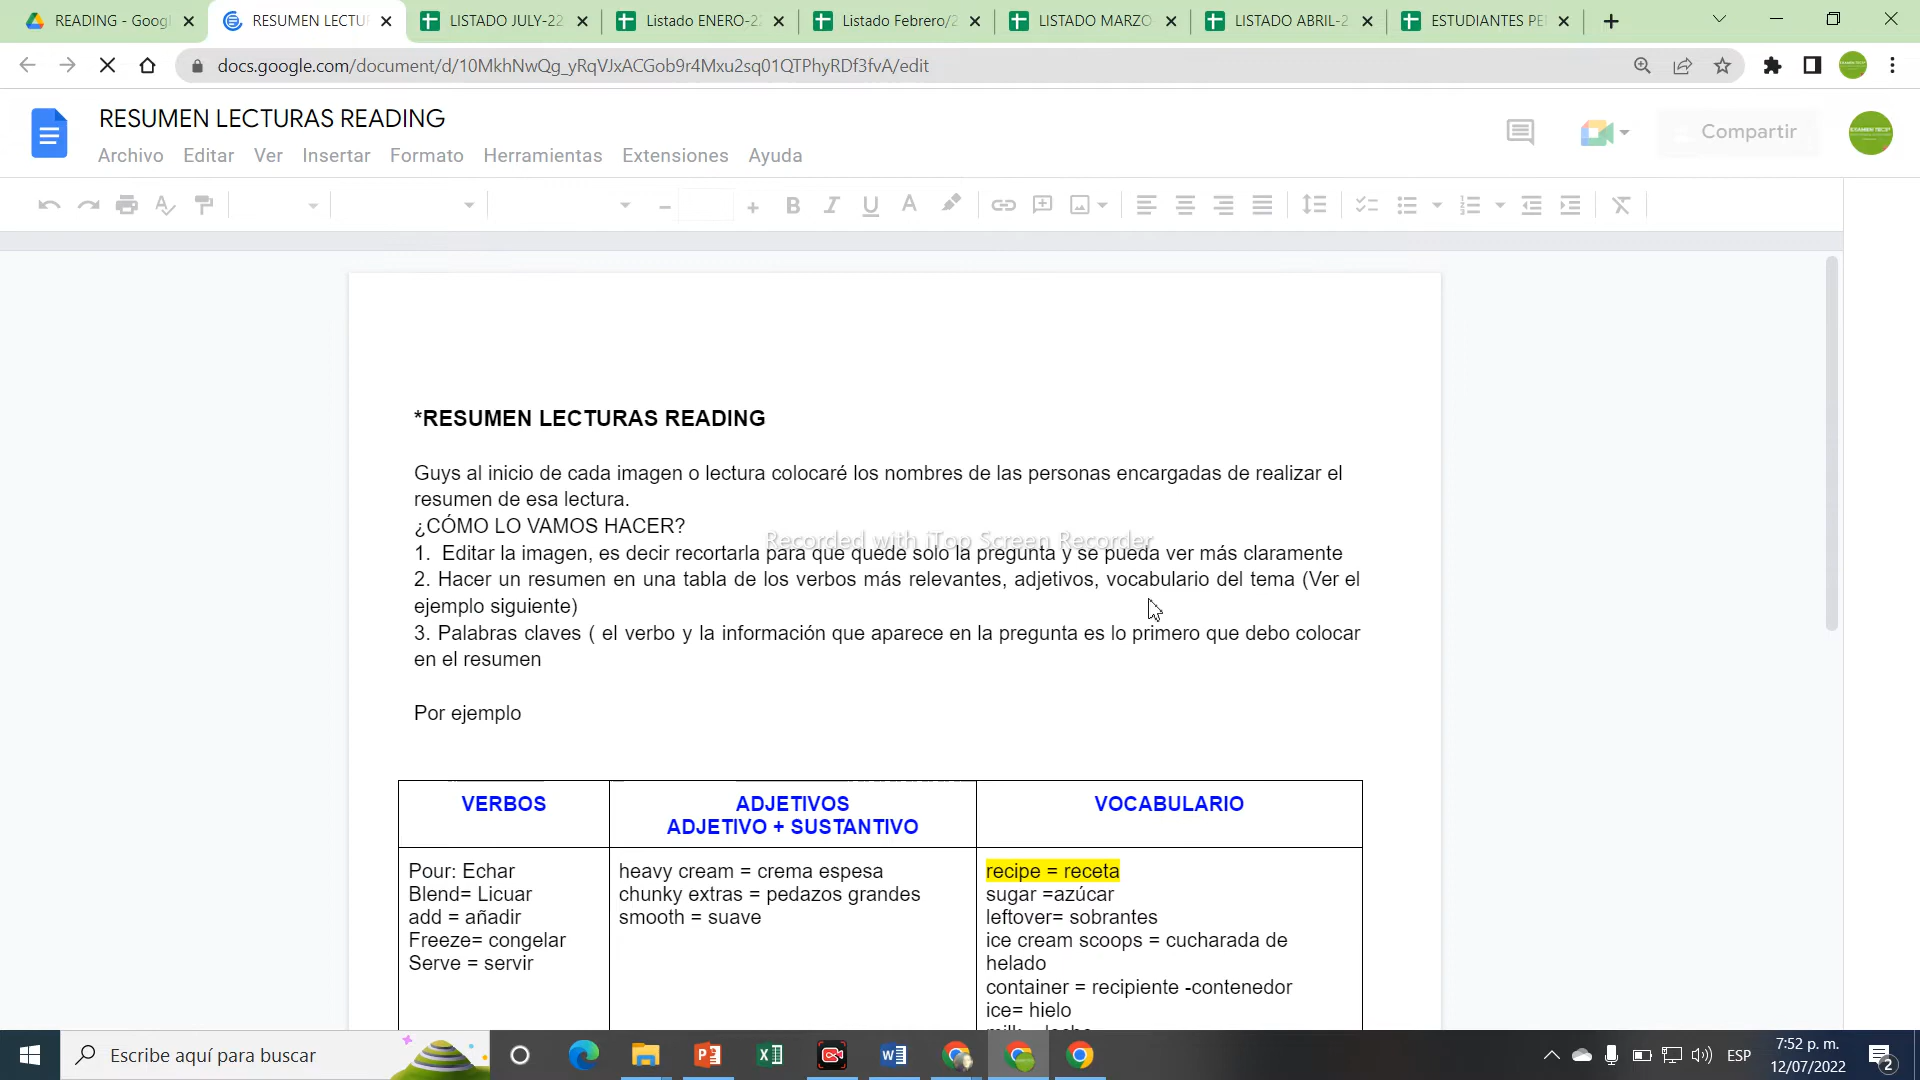 READING - Googl
RESUMEN LECTUR
LISTADO JULY-22
Listado ENERO-22
Listado Febrero/2
LISTADO MARZO
LISTADO ABRIL-2
ESTUDIANTES PE
docs.google.com/document/d/10MkhNwQg_yRqVJxACGob9r4Mxu2sq01QTPhyRDf3fvA/edit
RESUMEN LECTURAS READING
Archivo Editar Ver Insertar Formato Herramientas Extensiones Ayuda
Compartir
*RESUMEN LECTURAS READING
Guys al inicio de cada imagen o lectura colocaré los nombres de las personas encargadas de realizar el
resumen de esa lectura.
¿CÓMO LO VAMOS HACER?
Recorded with iTop Screen Recorder
1. Editar la imagen, es decir recortarla para que quede solo la pregunta y se pueda ver más claramente
2. Hacer un resumen en una tabla de los verbos más relevantes, adjetivos, vocabulario del tema (Ver el
ejemplo siguiente)
3. Palabras claves ( el verbo y la información que aparece en la pregunta es lo primero que debo colocar
en el resumen
Por ejemplo
VERBOS
ADJETIVOS
ADJETIVO + SUSTANTIVO
VOCABULARIO
Pour: Echar
Blend= Licuar
add = añadir
Freeze= congelar
Serve = servir
heavy cream = crema espesa
chunky extras = pedazos grandes
smooth = suave
recipe = receta
sugar =azúcar
leftover= sobrantes
ice cream scoops = cucharada de
helado
container = recipiente -contenedor
ice= hielo
Escribe aquí para buscar
ESP
7:52 p. m.
12/07/2022
2